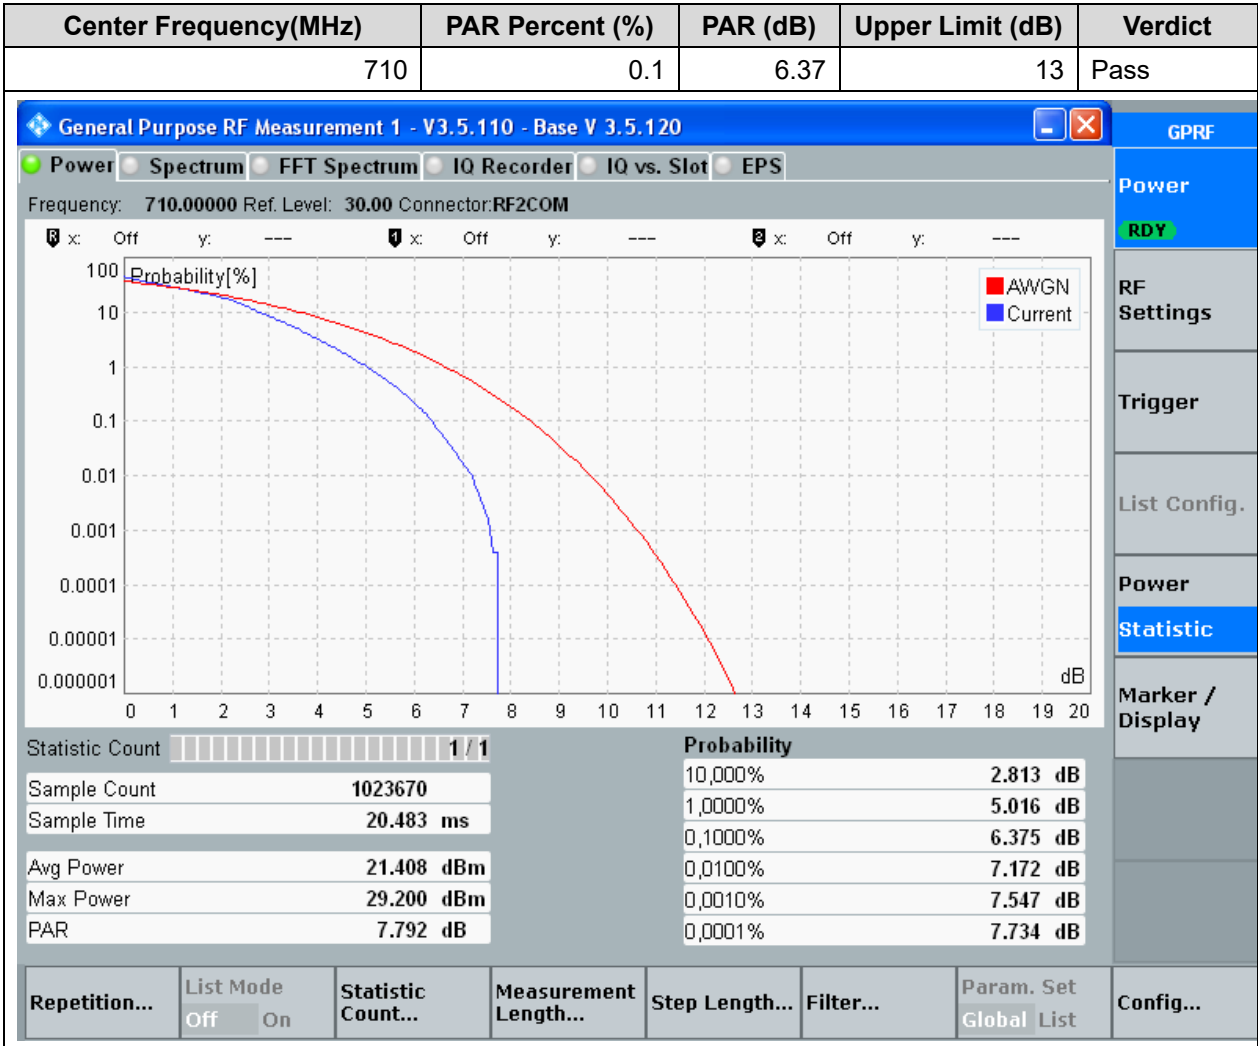 Center Frequency(MHz) PAR Percent (%) PAR (dB) Upper Limit (dB) Verdict
710 0.1 6.37 13 Pass
General Purpose RF Measurement 1 - V3.5.110 - Base V 3.5.120
GPRF
Power Spectrum FFT Spectrum IQ Recorder IQ vs. Slot EPS
Frequency: 710.00000 Ref. Level: 30.00 Connector:RF2COM
R x: Off y: --- 1 x: Off y: --- 2 x: Off y: ---
Probability[%]
AWGN
Current
100
10
1
0.1
0.01
0.001
0.0001
0.00001
0.000001
dB
0 1 2 3 4 5 6 7 8 9 10 11 12 13 14 15 16 17 18 19 20
Statistic Count 1 / 1
Sample Count 1023670
Sample Time 20.483 ms
Avg Power 21.408 dBm
Max Power 29.200 dBm
PAR 7.792 dB
Probability
10,000% 2.813 dB
1,0000% 5.016 dB
0,1000% 6.375 dB
0,0100% 7.172 dB
0,0010% 7.547 dB
0,0001% 7.734 dB
Power
RDY
RF
Settings
Trigger
List Config.
Power
Statistic
Marker /
Display
Repetition...
List Mode
Off On
Statistic
Count...
Measurement
Length...
Step Length...
Filter...
Param. Set
Global List
Config...